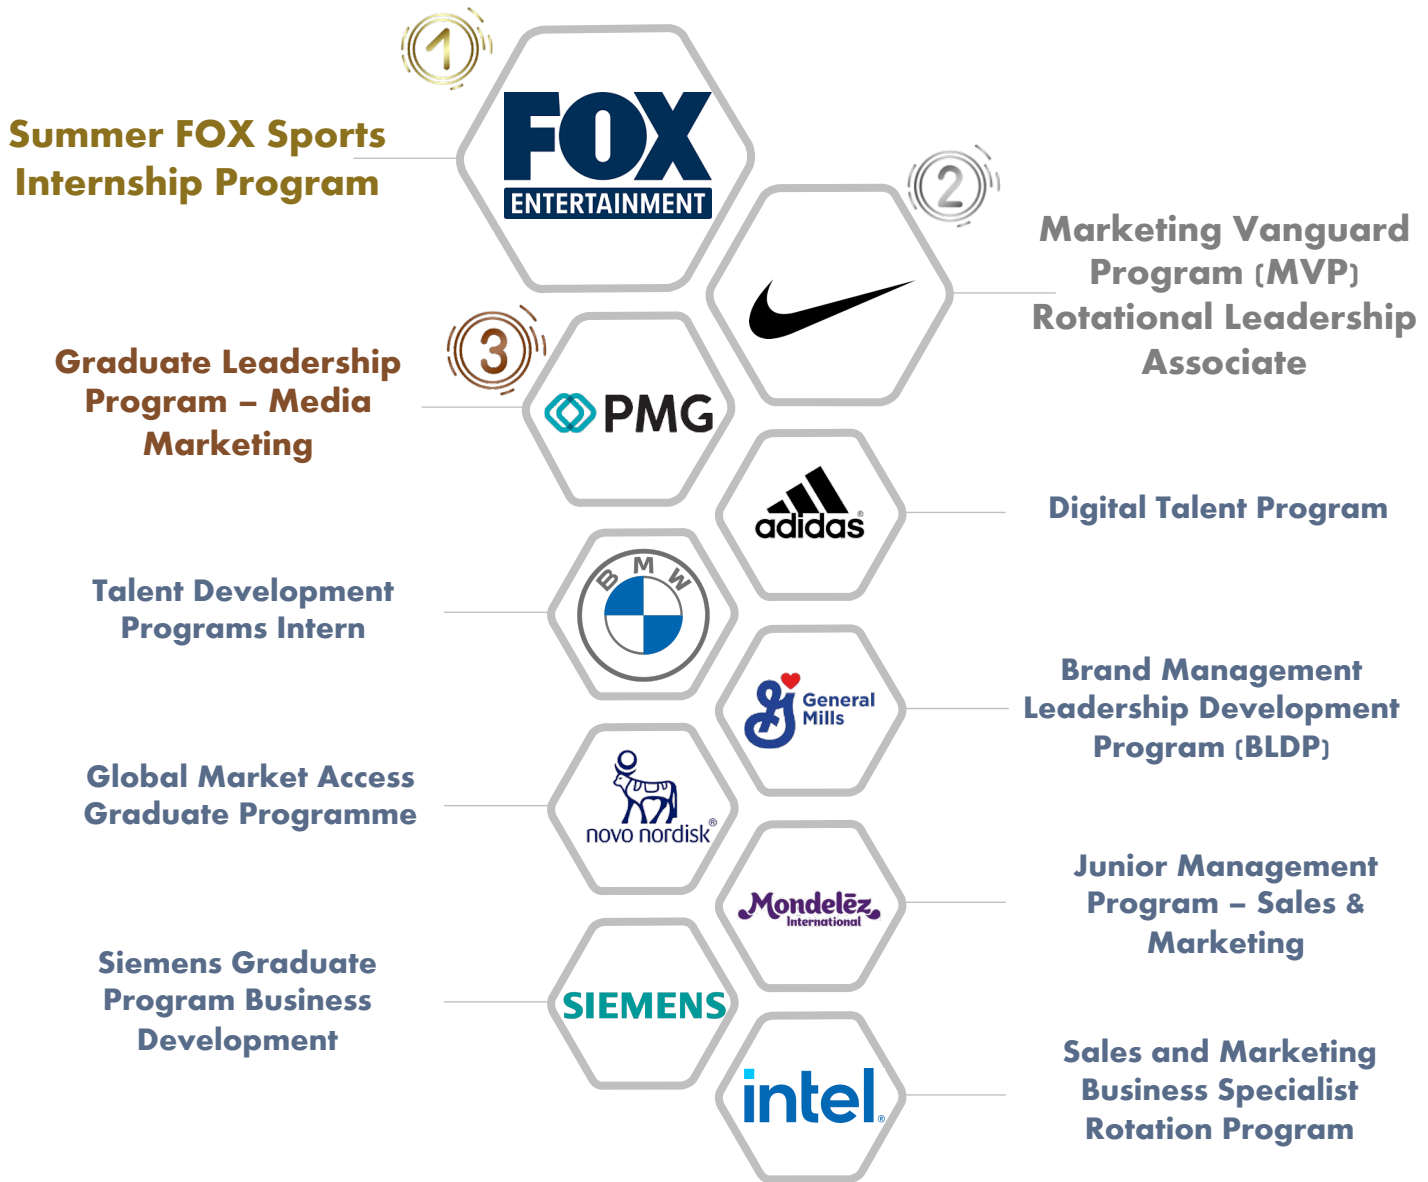 1
FOX
ENTERTAINMENT
Summer FOX Sports
Internship Program
2
Marketing Vanguard
Program (MVP)
Rotational Leadership
Associate
3
Graduate Leadership
Program – Media
Marketing
PMG
adidas®
Digital Talent Program
BMW
Talent Development
Programs Intern
General
Mills
Brand Management
Leadership Development
Program (BLDP)
Global Market Access
Graduate Programme
novo nordisk®
Mondelēz
International
Junior Management
Program – Sales &
Marketing
Siemens Graduate
Program Business
Development
SIEMENS
intel®
Sales and Marketing
Business Specialist
Rotation Program